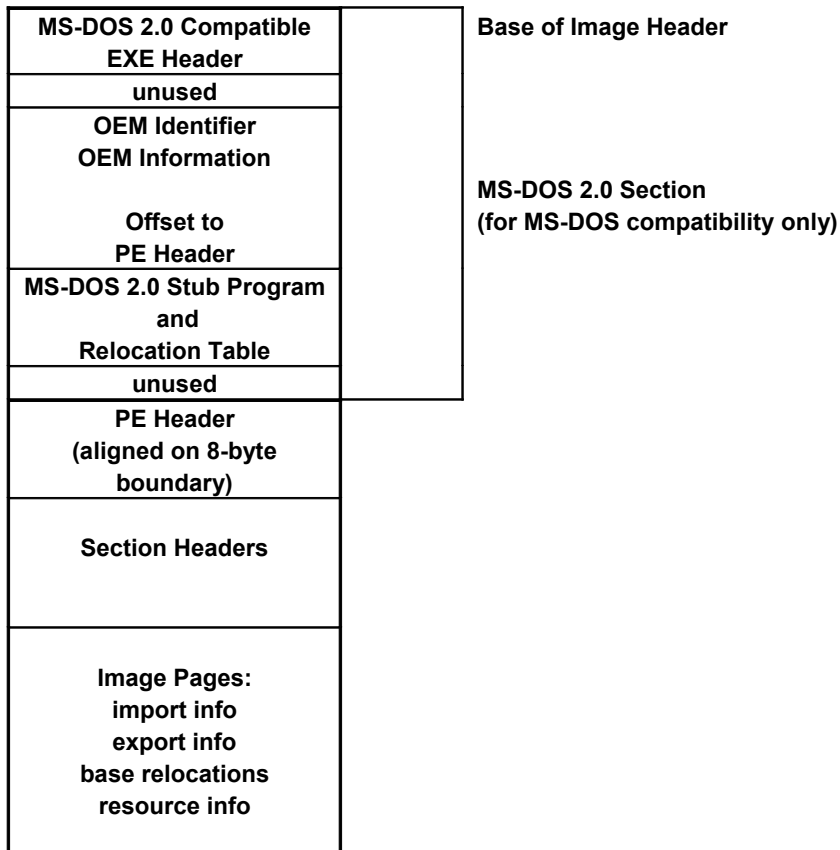 MS-DOS 2.0 Compatible
EXE Header
Base of Image Header
unused
OEM Identifier
OEM Information
Offset to
PE Header
MS-DOS 2.0 Section
(for MS-DOS compatibility only)
MS-DOS 2.0 Stub Program
and
Relocation Table
unused
PE Header
(aligned on 8-byte
boundary)
Section Headers
Image Pages:
import info
export info
base relocations
resource info